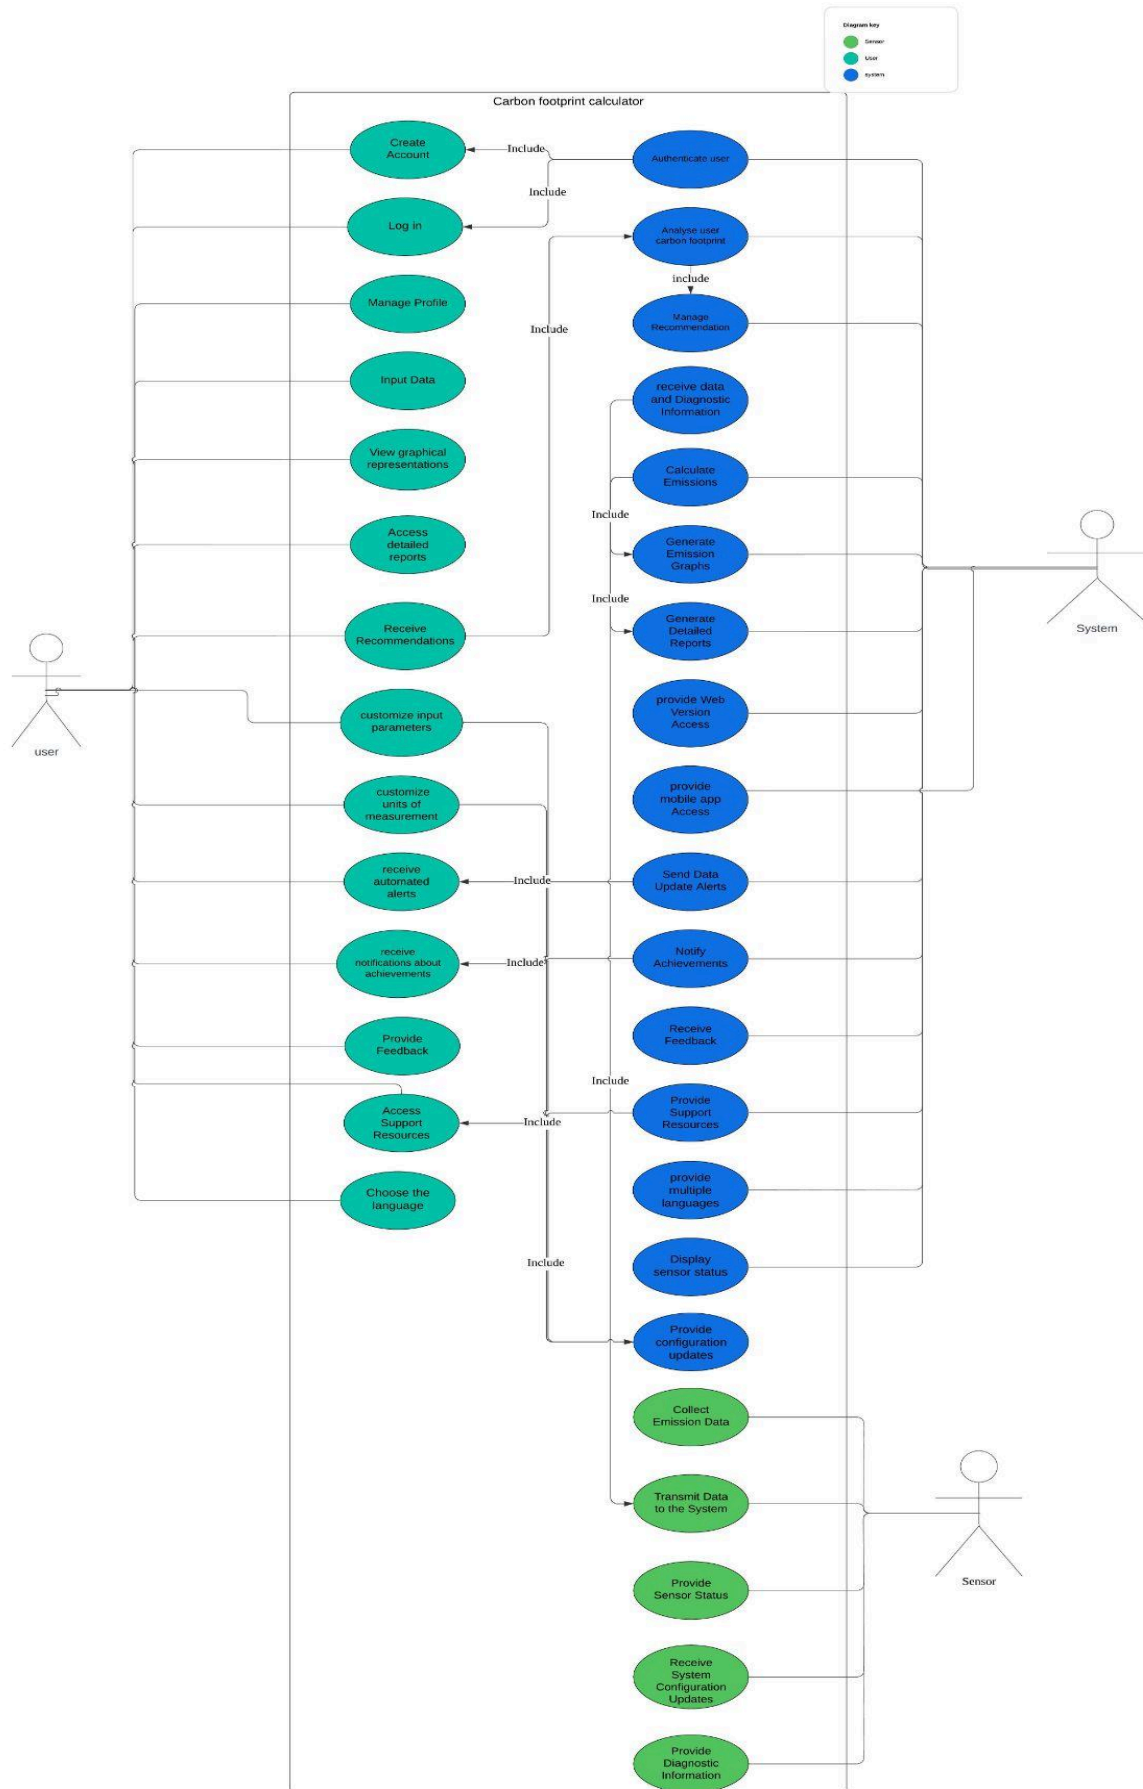 Diagram key
Sensor
User
system
Carbon footprint calculator
Create
Account
Include
Authenticate user
Include
Log in
Analyse user
carbon footprint
include
Manage Profile
Include
Manage
Recommendation
Input Data
receive data
and Diagnostic
Information
View graphical
representations
Calculate
Emissions
Include
Access
detailed
reports
Generate
Emission
Graphs
Include
Receive
Recommendations
Generate
Detailed
Reports
System
user
customize input
parameters
provide Web
Version
Access
customize
units of
measurement
provide
mobile app
Access
receive
automated
alerts
Include
Send Data
Update Alerts
receive
notifications about
achievements
Include
Notify
Achievements
Provide
Feedback
Receive
Feedback
Include
Access
Support
Resources
Include
Provide
Support
Resources
Choose the
language
provide
multiple
languages
Include
Display
sensor status
Provide
configuration
updates
Collect
Emission Data
Transmit Data
to the System
Sensor
Provide
Sensor Status
Receive
System
Configuration
Updates
Provide
Diagnostic
Information